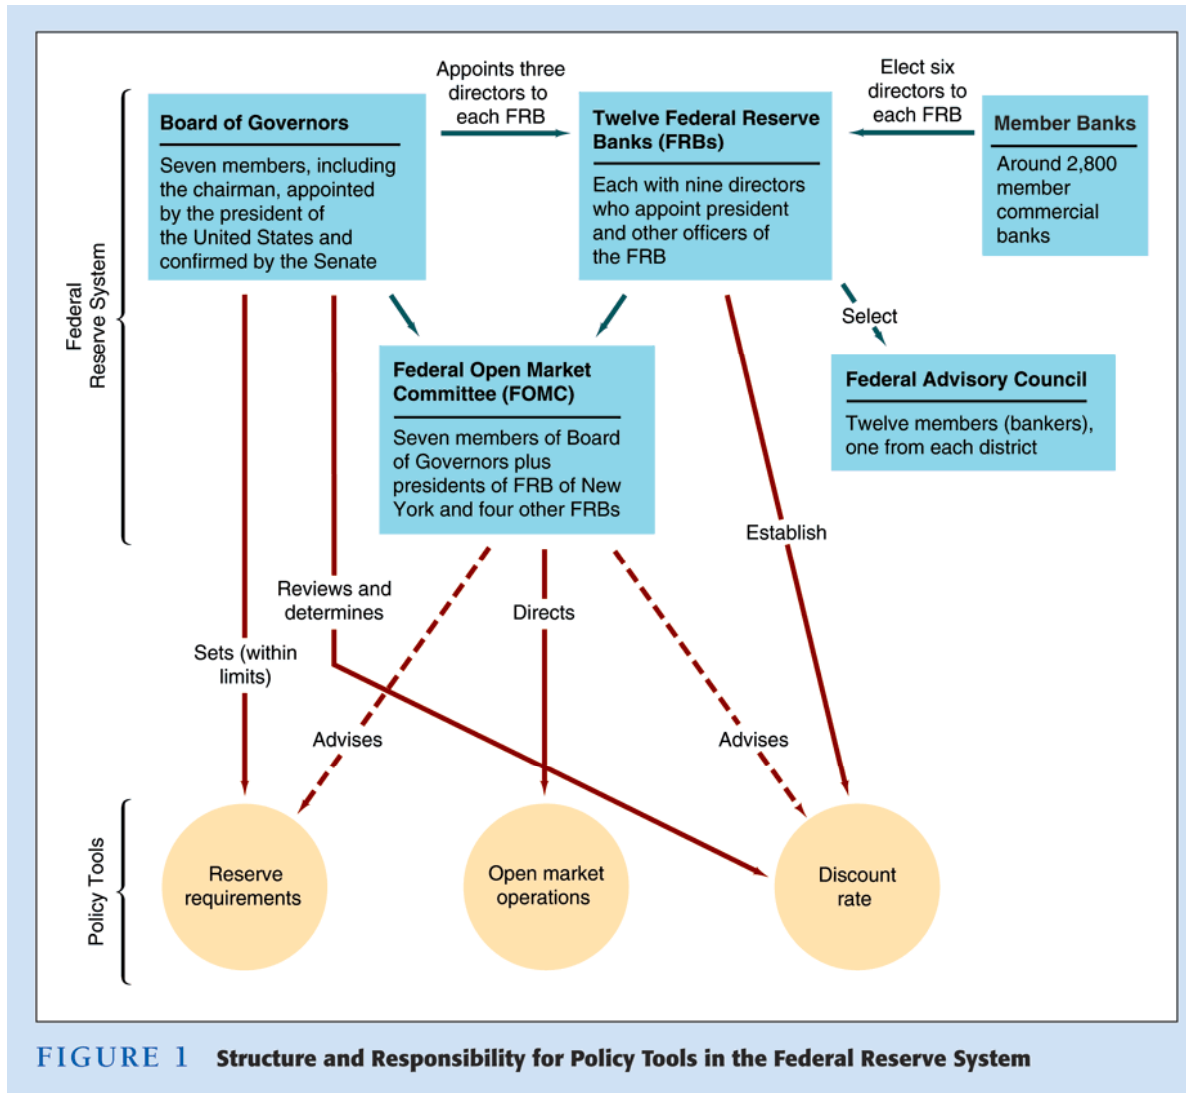 Appoints three
directors to
each FRB
Elect six
directors to
each FRB
Board of Governors
Seven members, including
the chairman, appointed
by the president of
the United States and
confirmed by the Senate
Twelve Federal Reserve
Banks (FRBs)
Each with nine directors
who appoint president
and other officers of
the FRB
Member Banks
Around 2,800
member
commercial
banks
Federal
Reserve System
Select
Federal Open Market
Committee (FOMC)
Seven members of Board
of Governors plus
presidents of FRB of New
York and four other FRBs
Federal Advisory Council
Twelve members (bankers),
one from each district
Establish
Reviews and
determines
Directs
Sets (within
limits)
Advises
Advises
Policy Tools
Reserve
requirements
Open market
operations
Discount
rate
FIGURE 1 Structure and Responsibility for Policy Tools in the Federal Reserve System